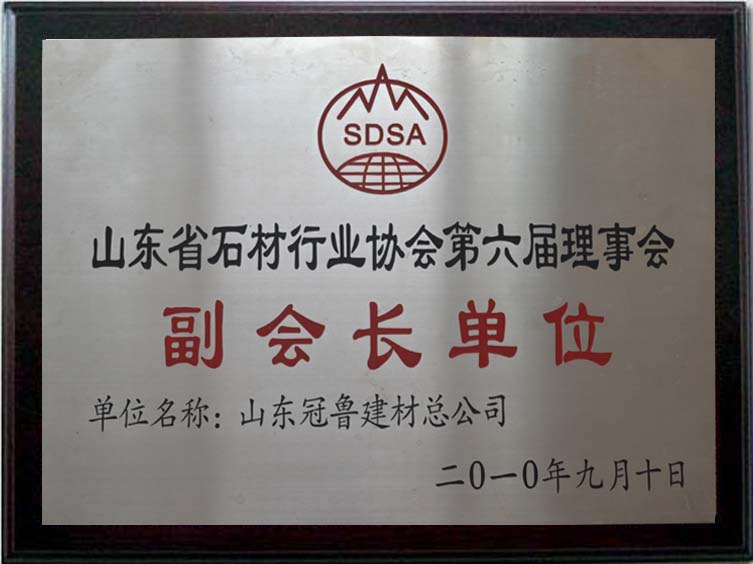 SDSA
山东省石材行业协会第六届理事会
副会长单位
单位名称：山东冠鲁建材总公司
二〇一〇年九月十日